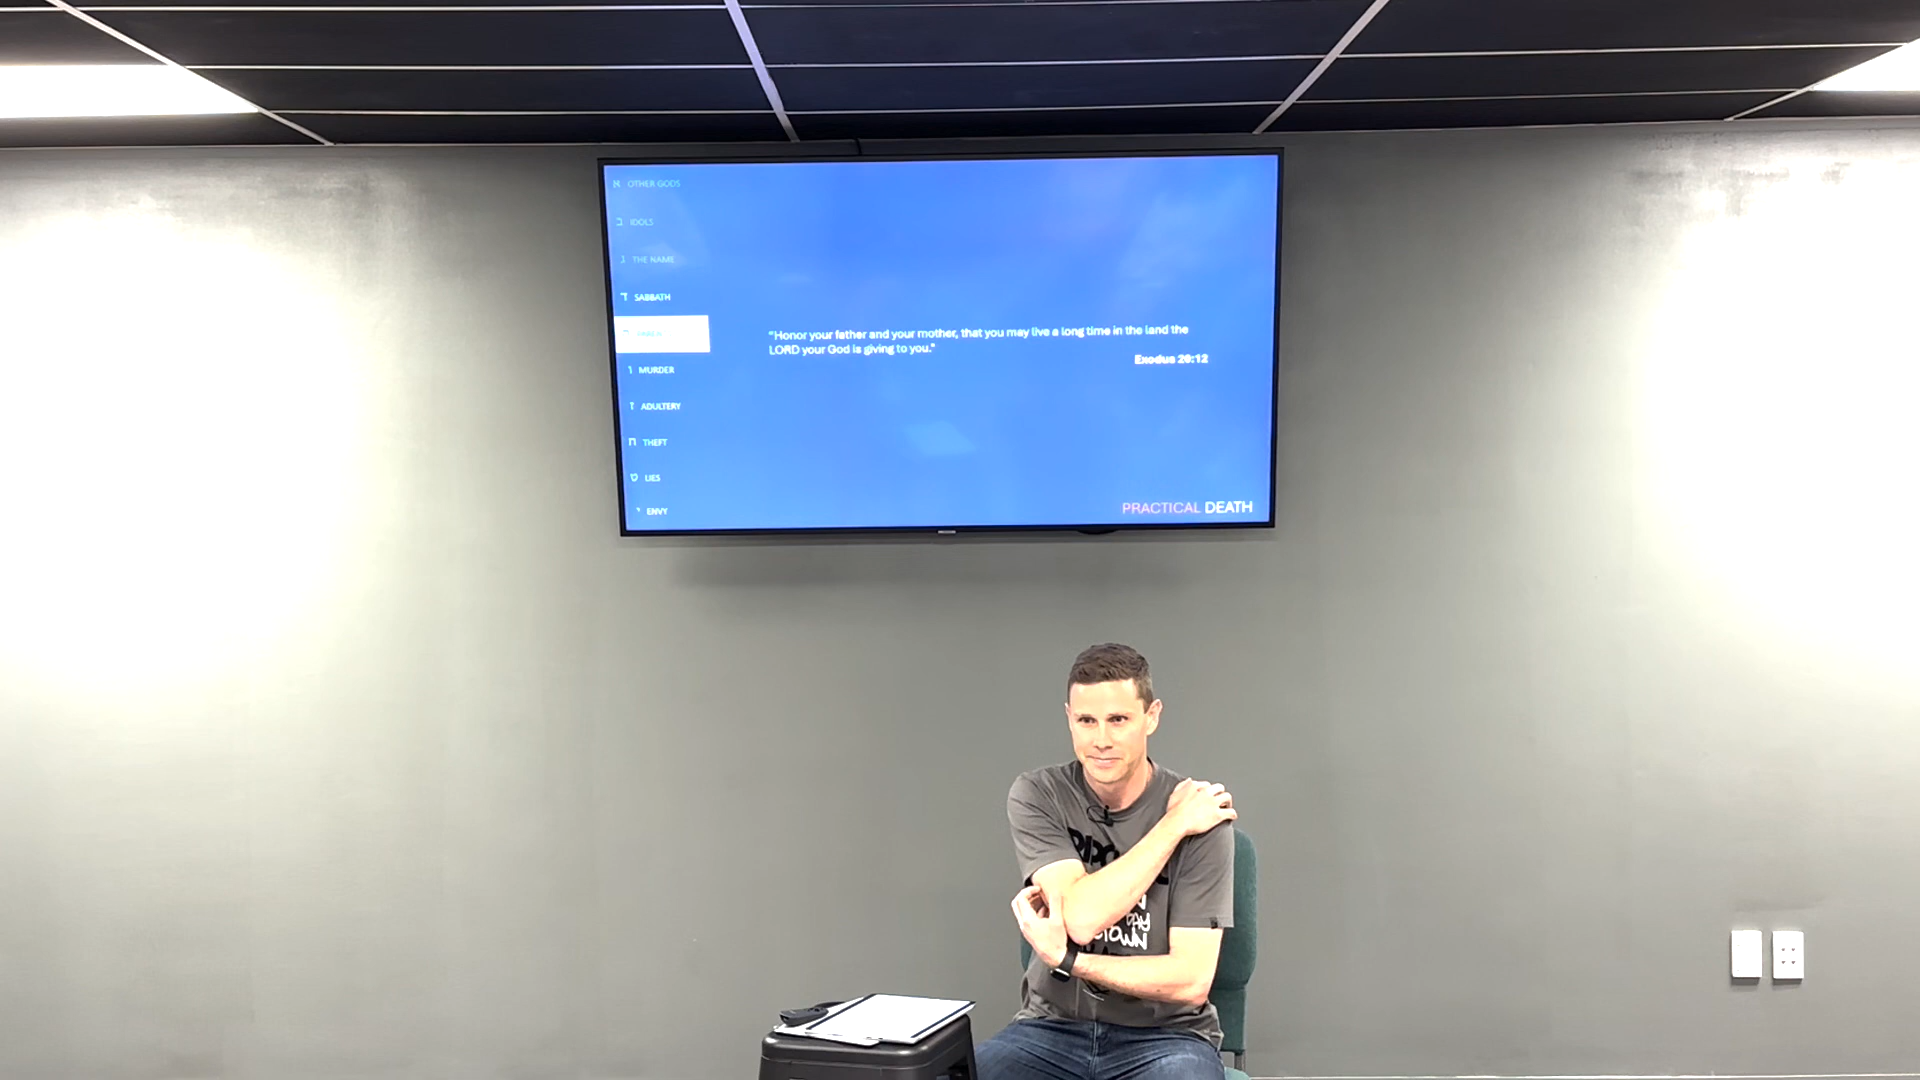 א OTHER GODS
ב IDOLS
ג THE NAME
ד SABBATH
ו MURDER
ז ADULTERY
ח THEFT
ט LIES
י ENVY
"Honor your father and your mother, that you may live a long time in the land the
LORD your God is giving to you."
Exodus 20:12
PRACTICAL DEATH